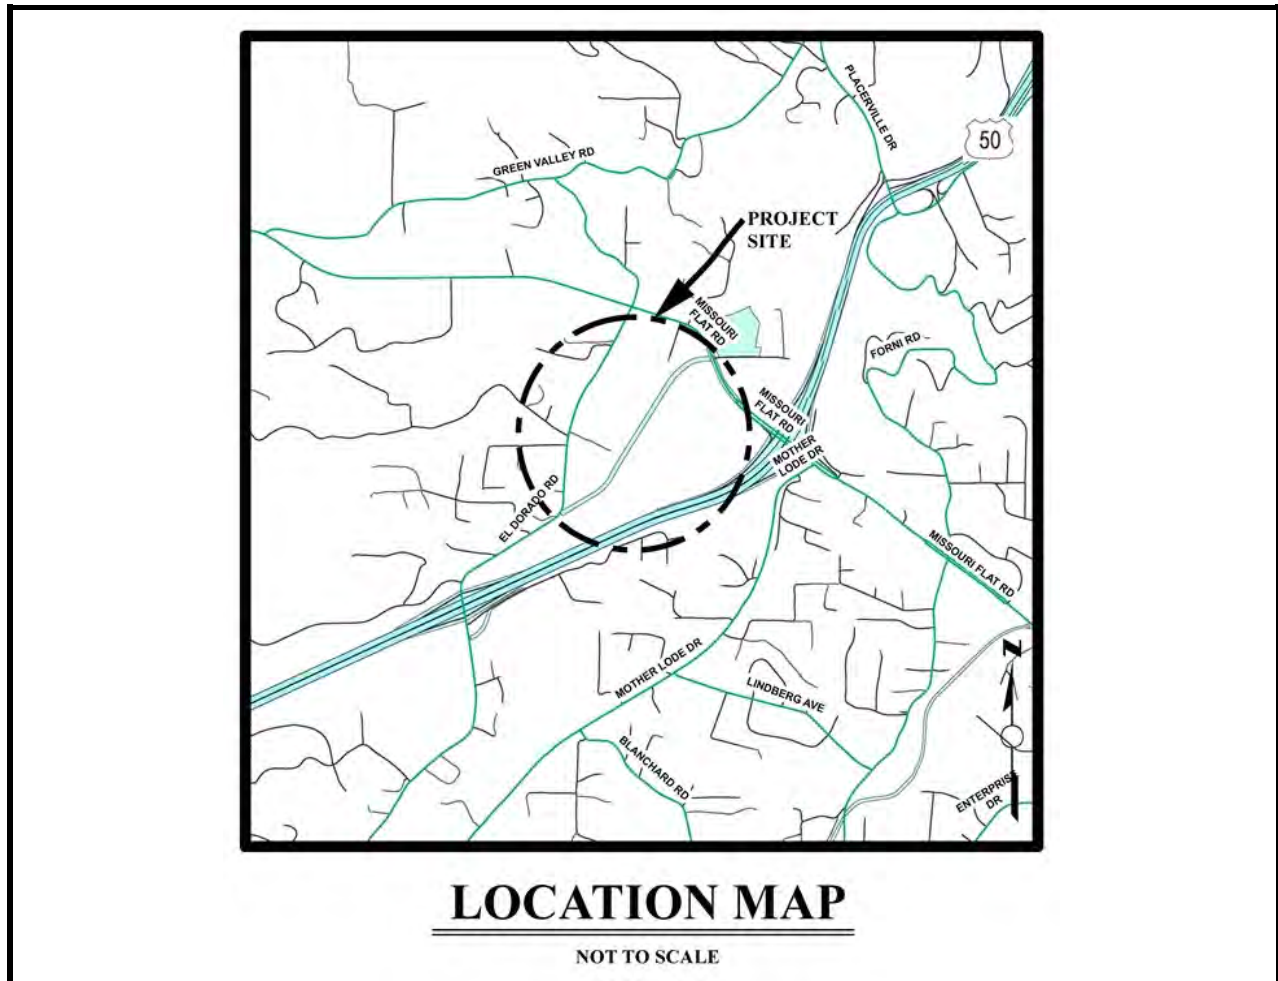 PLACERVILLE DR
50
GREEN VALLEY RD
PROJECT
SITE
MISSOURI
FLAT RD
FORNI RD
MISSOURI
FLAT RD
MOTHER
LODE DR
EL DORADO RD
MISSOURI FLAT RD
N
MOTHER LODE DR
LINDBERG AVE
BLANCHARD RD
ENTERPRISE
DR
LOCATION MAP
NOT TO SCALE